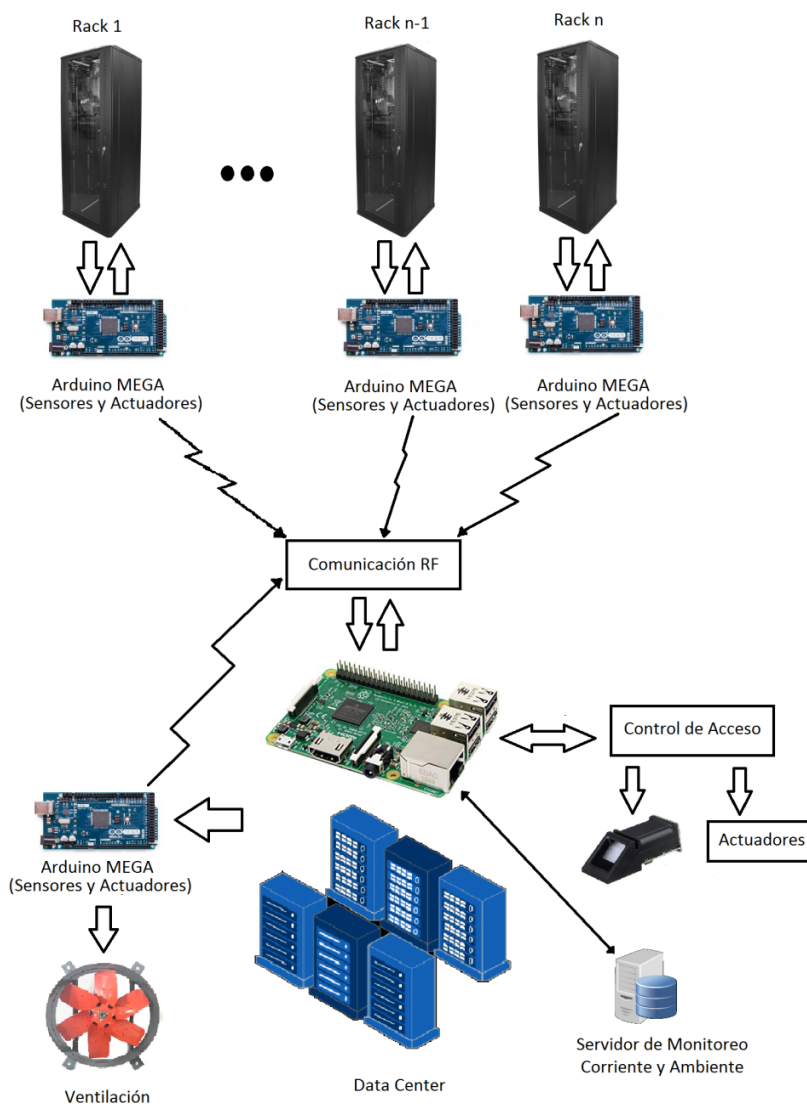 Rack 1
Rack n-1
Rack n
Arduino MEGA
(Sensores y Actuadores)
Arduino MEGA
(Sensores y Actuadores)
Arduino MEGA
(Sensores y Actuadores)
Comunicación RF
Control de Acceso
Actuadores
Arduino MEGA
(Sensores y Actuadores)
Servidor de Monitoreo
Corriente y Ambiente
Data Center
Ventilación